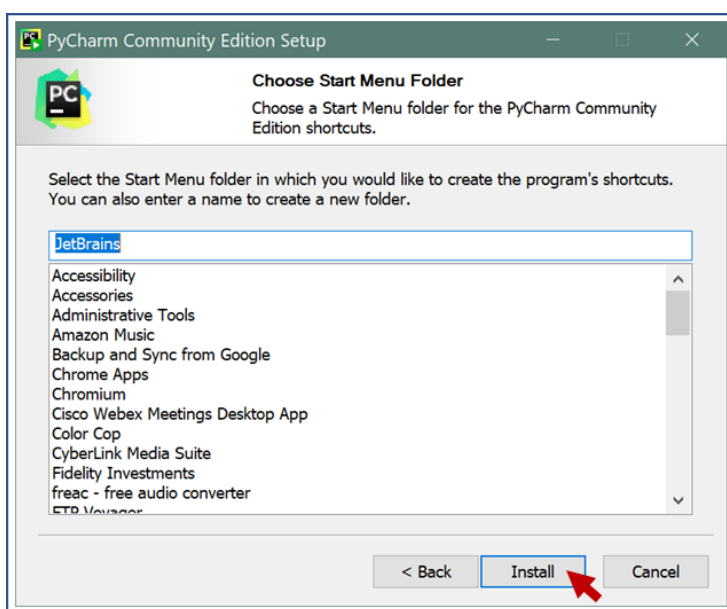 PyCharm Community Edition Setup
PC
Choose Start Menu Folder
Choose a Start Menu folder for the PyCharm Community
Edition shortcuts.
Select the Start Menu folder in which you would like to create the program's shortcuts.
You can also enter a name to create a new folder.
JetBrains
Accessibility
Accessories
Administrative Tools
Amazon Music
Backup and Sync from Google
Chrome Apps
Chromium
Cisco Webex Meetings Desktop App
Color Cop
CyberLink Media Suite
Fidelity Investments
freac - free audio converter
FTP Voyager
< Back Install Cancel